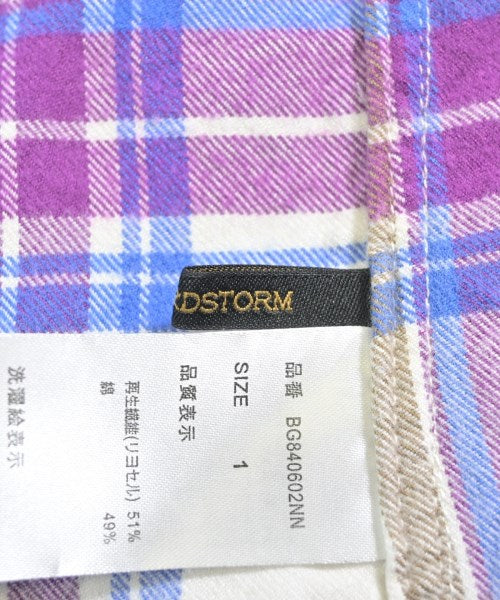 RDSTORM
品番 BG840602NN
SIZE 1
品質表示
再生繊維(リヨセル) 51%
綿 49%
洗濯絵表示